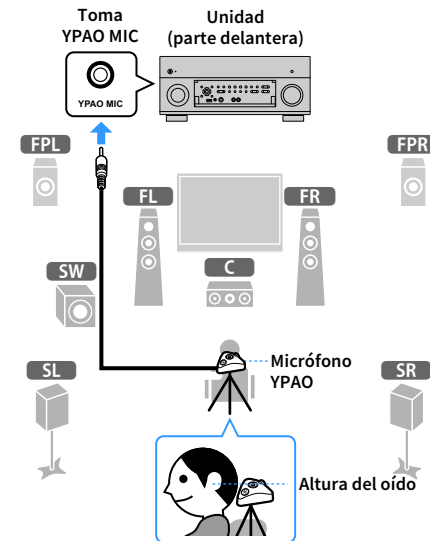 Toma
YPAO MIC
Unidad
(parte delantera)
YPAO MIC
FPL
FPR
FL
FR
SW
C
Micrófono
YPAO
SL
SR
Altura del oído